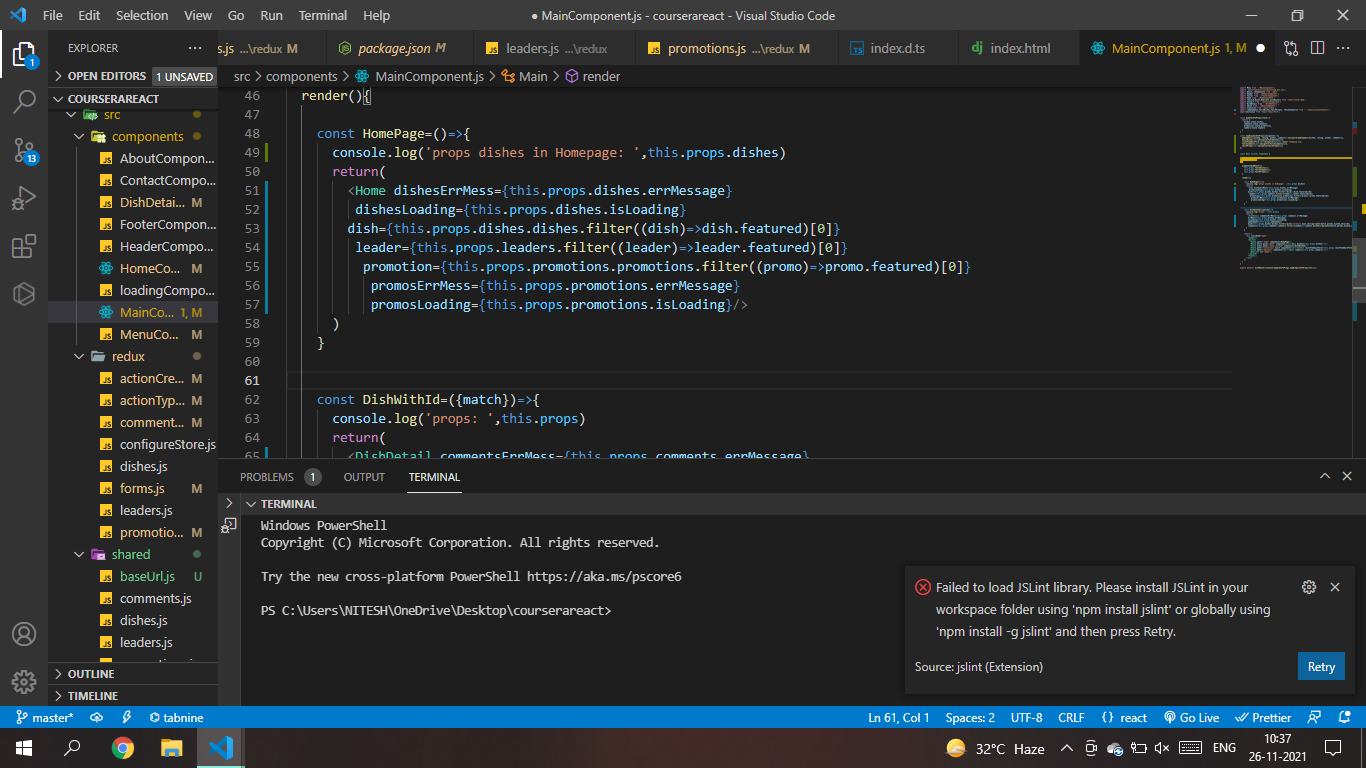 File Edit Selection View Go Run Terminal Help
● MainComponent.js - courserareact - Visual Studio Code
EXPLORER ...
s.js ...\redux M
package.json M
leaders.js ...\redux
promotions.js ...\redux M
index.d.ts
index.html
MainComponent.js 1, M
OPEN EDITORS 1 UNSAVED
src > components > MainComponent.js > Main > render
COURSERAREACT
src
components
AboutCompon...
ContactCompo...
DishDetai... M
FooterCompon...
HeaderCompo...
HomeCo... M
loadingCompo...
MainCo... 1, M
MenuCo... M
redux
actionCre... M
actionTyp... M
comment... M
configureStore.js
dishes.js
forms.js M
leaders.js
promotio... M
shared
baseUrl.js U
comments.js
dishes.js
leaders.js
OUTLINE
TIMELINE
1
13
46 render(){
47
48 const HomePage=()=>{
49 console.log('props dishes in Homepage: ',this.props.dishes)
50 return(
51 <Home dishesErrMess={this.props.dishes.errMessage}
52 dishesLoading={this.props.dishes.isLoading}
53 dish={this.props.dishes.dishes.filter((dish)=>dish.featured)[0]}
54 leader={this.props.leaders.filter((leader)=>leader.featured)[0]}
55 promotion={this.props.promotions.promotions.filter((promo)=>promo.featured)[0]}
56 promosErrMess={this.props.promotions.errMessage}
57 promosLoading={this.props.promotions.isLoading}/>
58 )
59 }
60
61
62 const DishWithId=({match})=>{
63 console.log('props: ',this.props)
64 return(
65 <DishDetail commentsErrMess={this.props.comments.errMessage}
PROBLEMS 1 OUTPUT TERMINAL
TERMINAL
Windows PowerShell
Copyright (C) Microsoft Corporation. All rights reserved.
Try the new cross-platform PowerShell https://aka.ms/pscore6
PS C:\Users\NITESH\OneDrive\Desktop\courserareact>
Failed to load JSLint library. Please install JSLint in your
workspace folder using 'npm install jslint' or globally using
'npm install -g jslint' and then press Retry.
Source: jslint (Extension)
Retry
master* tabnine
Ln 61, Col 1 Spaces: 2 UTF-8 CRLF {} react Go Live Prettier
32°C Haze
ENG
10:37
26-11-2021